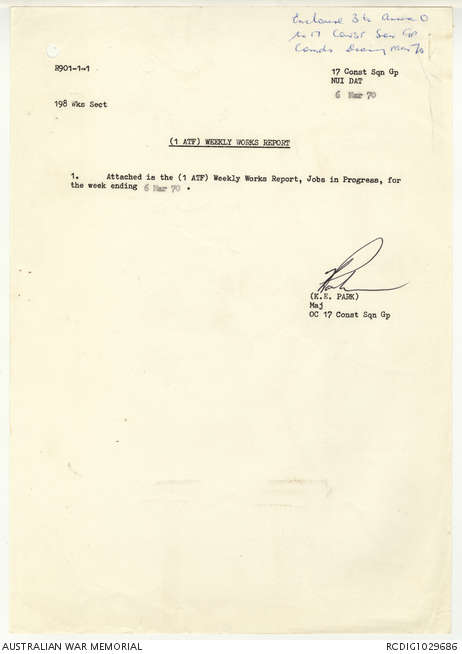 Enclosure 3 to Annex O
to 17 Const Sqn GP
Comds Diary Mar 70
R901-1-1
17 Const Sqn Gp
NUI DAT
6 Mar 70
198 Wks Sect
(1 ATF) WEEKLY WORKS REPORT
1. Attached is the (1 ATF) Weekly Works Report, Jobs in Progress, for
the week ending 6 Mar 70 .
(K.E. PARK)
Maj
OC 17 Const Sqn Gp
AUSTRALIAN WAR MEMORIAL
RCDIG1029686